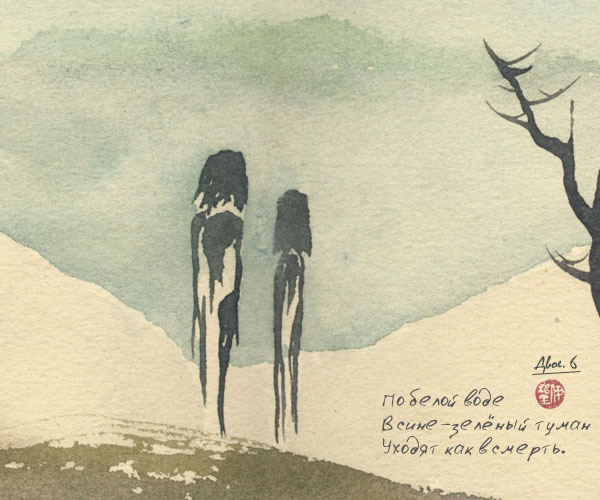 Двое. 6
По белой воде
В сине-зелёный туман
Уходят как в смерть.